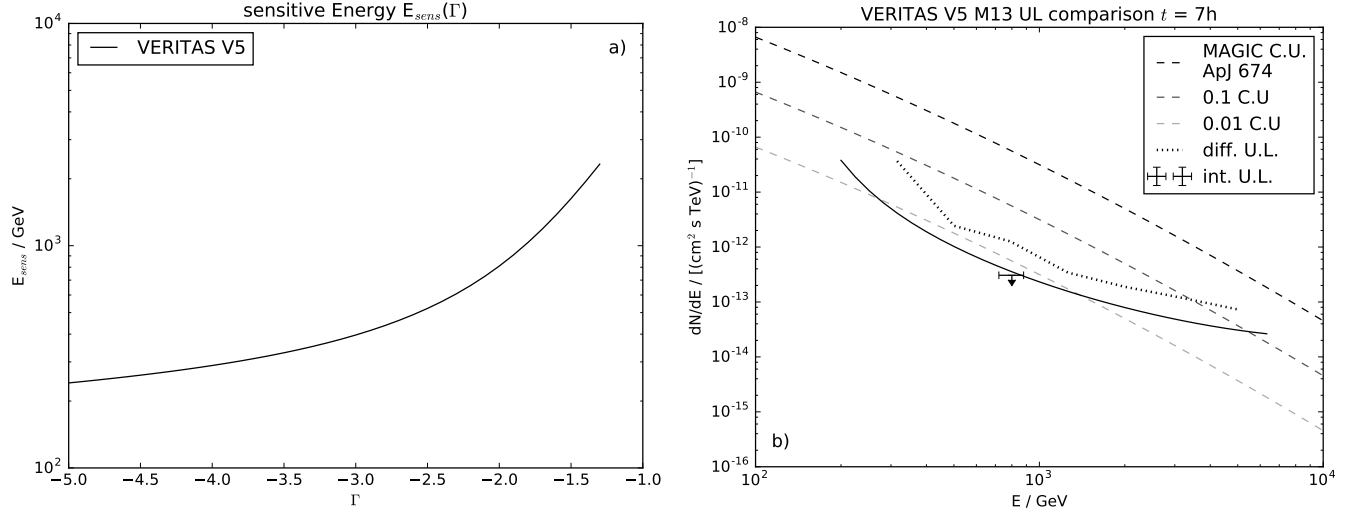 sensitive Energy E_sens(Γ)
10^4
VERITAS V5
a)
10^3
E_sens / GeV
10^2
−5.0 −4.5 −4.0 −3.5 −3.0 −2.5 −2.0 −1.5 −1.0
Γ
VERITAS V5 M13 UL comparison t = 7h
10^-8
MAGIC C.U.
ApJ 674
0.1 C.U
0.01 C.U
diff. U.L.
int. U.L.
10^-9
10^-10
10^-11
10^-12
10^-13
10^-14
10^-15
10^-16
dN/dE / [(cm^2 s TeV)^-1]
b)
10^2 10^3 10^4
E / GeV